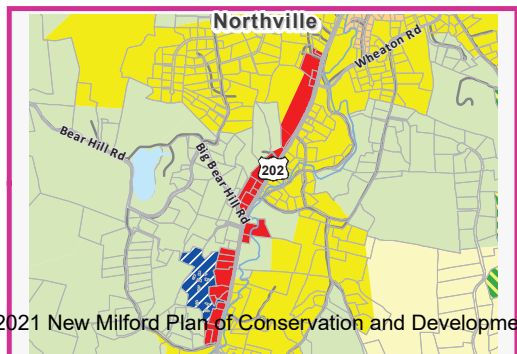 Northville
Wheaton Rd
Bear Hill Rd
Big Bear Hill Rd
202
2021 New Milford Plan of Conservation and Developme